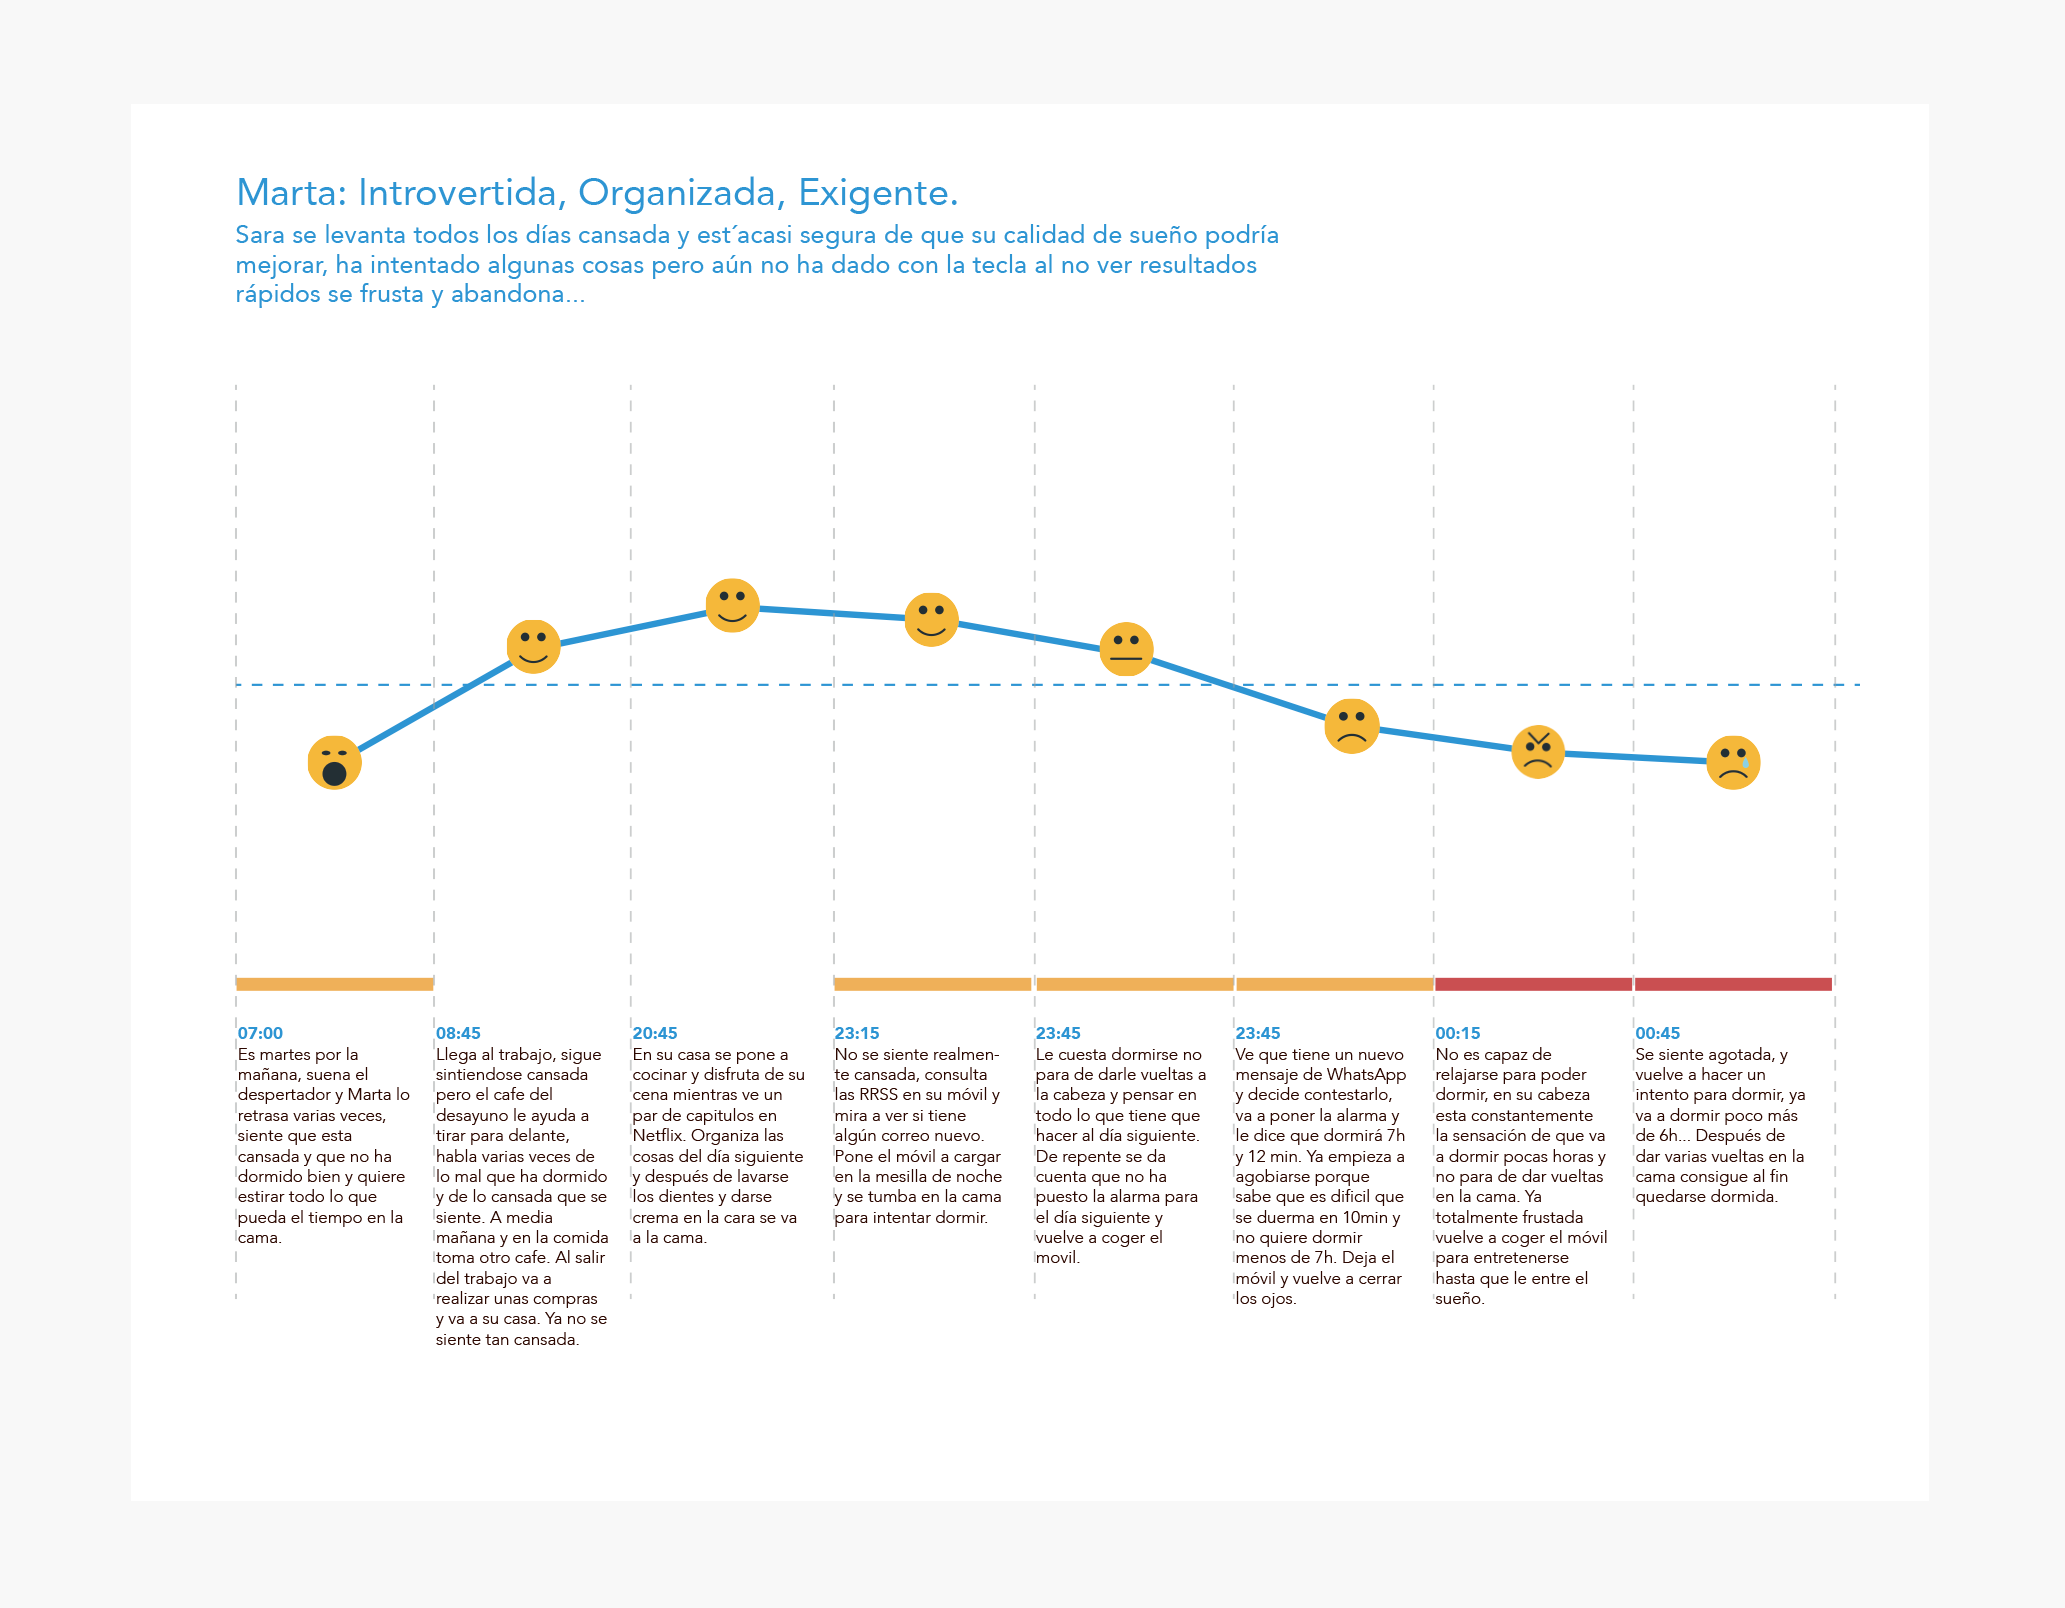 Marta: Introvertida, Organizada, Exigente.
Sara se levanta todos los días cansada y est´acasi segura de que su calidad de sueño podría
mejorar, ha intentado algunas cosas pero aún no ha dado con la tecla al no ver resultados
rápidos se frusta y abandona...
07:00
Es martes por la
mañana, suena el
despertador y Marta lo
retrasa varias veces,
siente que esta
cansada y que no ha
dormido bien y quiere
estirar todo lo que
pueda el tiempo en la
cama.
08:45
Llega al trabajo, sigue
sintiendose cansada
pero el cafe del
desayuno le ayuda a
tirar para delante,
habla varias veces de
lo mal que ha dormido
y de lo cansada que se
siente. A media
mañana y en la comida
toma otro cafe. Al salir
del trabajo va a
realizar unas compras
y va a su casa. Ya no se
siente tan cansada.
20:45
En su casa se pone a
cocinar y disfruta de su
cena mientras ve un
par de capitulos en
Netflix. Organiza las
cosas del día siguiente
y después de lavarse
los dientes y darse
crema en la cara se va
a la cama.
23:15
No se siente realmen-
te cansada, consulta
las RRSS en su móvil y
mira a ver si tiene
algún correo nuevo.
Pone el móvil a cargar
en la mesilla de noche
y se tumba en la cama
para intentar dormir.
23:45
Le cuesta dormirse no
para de darle vueltas a
la cabeza y pensar en
todo lo que tiene que
hacer al día siguiente.
De repente se da
cuenta que no ha
puesto la alarma para
el día siguiente y
vuelve a coger el
movil.
23:45
Ve que tiene un nuevo
mensaje de WhatsApp
y decide contestarlo,
va a poner la alarma y
le dice que dormirá 7h
y 12 min. Ya empieza a
agobiarse porque
sabe que es dificil que
se duerma en 10min y
no quiere dormir
menos de 7h. Deja el
móvil y vuelve a cerrar
los ojos.
00:15
No es capaz de
relajarse para poder
dormir, en su cabeza
esta constantemente
la sensación de que va
a dormir pocas horas y
no para de dar vueltas
en la cama. Ya
totalmente frustada
vuelve a coger el móvil
para entretenerse
hasta que le entre el
sueño.
00:45
Se siente agotada, y
vuelve a hacer un
intento para dormir, ya
va a dormir poco más
de 6h... Después de
dar varias vueltas en la
cama consigue al fin
quedarse dormida.